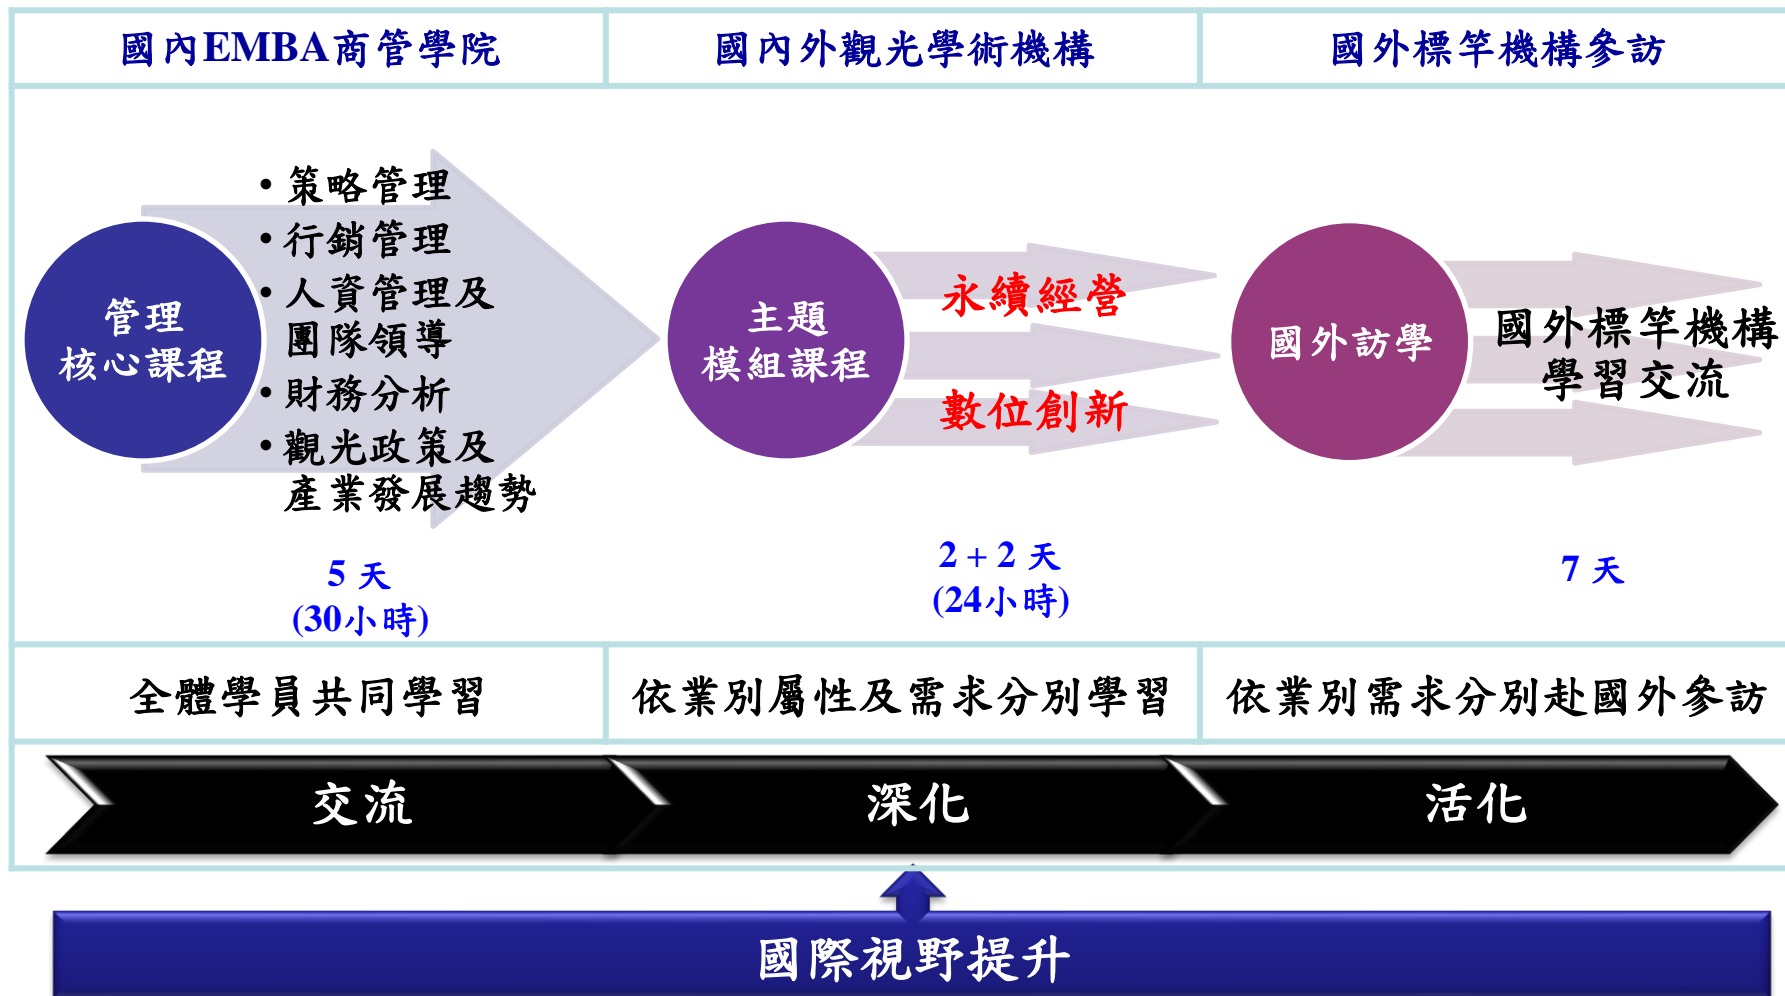 國內EMBA商管學院
國內外觀光學術機構
國外標竿機構參訪
管理
核心課程
• 策略管理
• 行銷管理
• 人資管理及
團隊領導
• 財務分析
• 觀光政策及
產業發展趨勢
5 天
(30小時)
主題
模組課程
永續經營
數位創新
2 + 2 天
(24小時)
國外訪學
國外標竿機構
學習交流
7 天
全體學員共同學習
依業別屬性及需求分別學習
依業別需求分別赴國外參訪
交流
深化
活化
國際視野提升